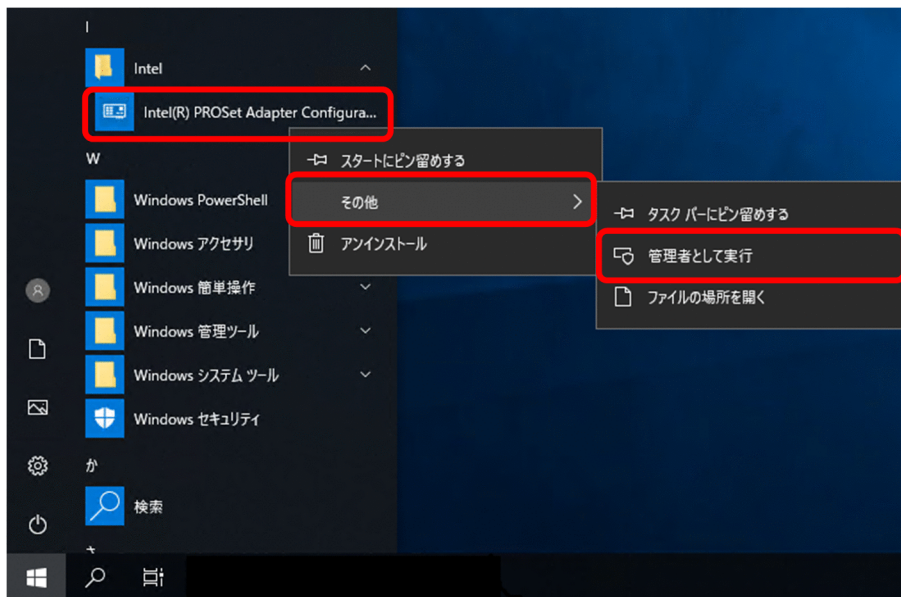 I
Intel
Intel(R) PROSet Adapter Configura...
W
スタートにピン留めする
Windows PowerShell
その他
タスク バーにピン留めする
Windows アクセサリ
アンインストール
管理者として実行
Windows 簡単操作
ファイルの場所を開く
Windows 管理ツール
Windows システム ツール
Windows セキュリティ
か
検索